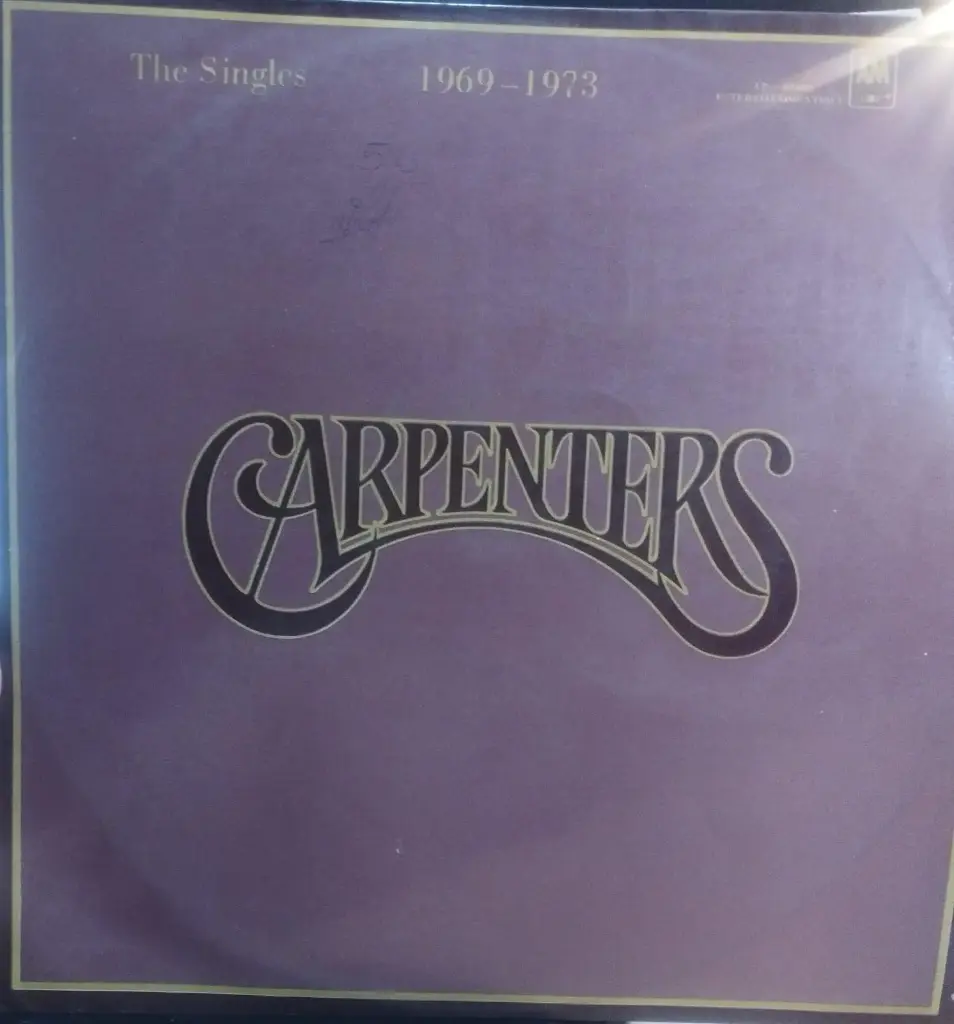 The Singles 1969–1973
A&M
CARPENTERS